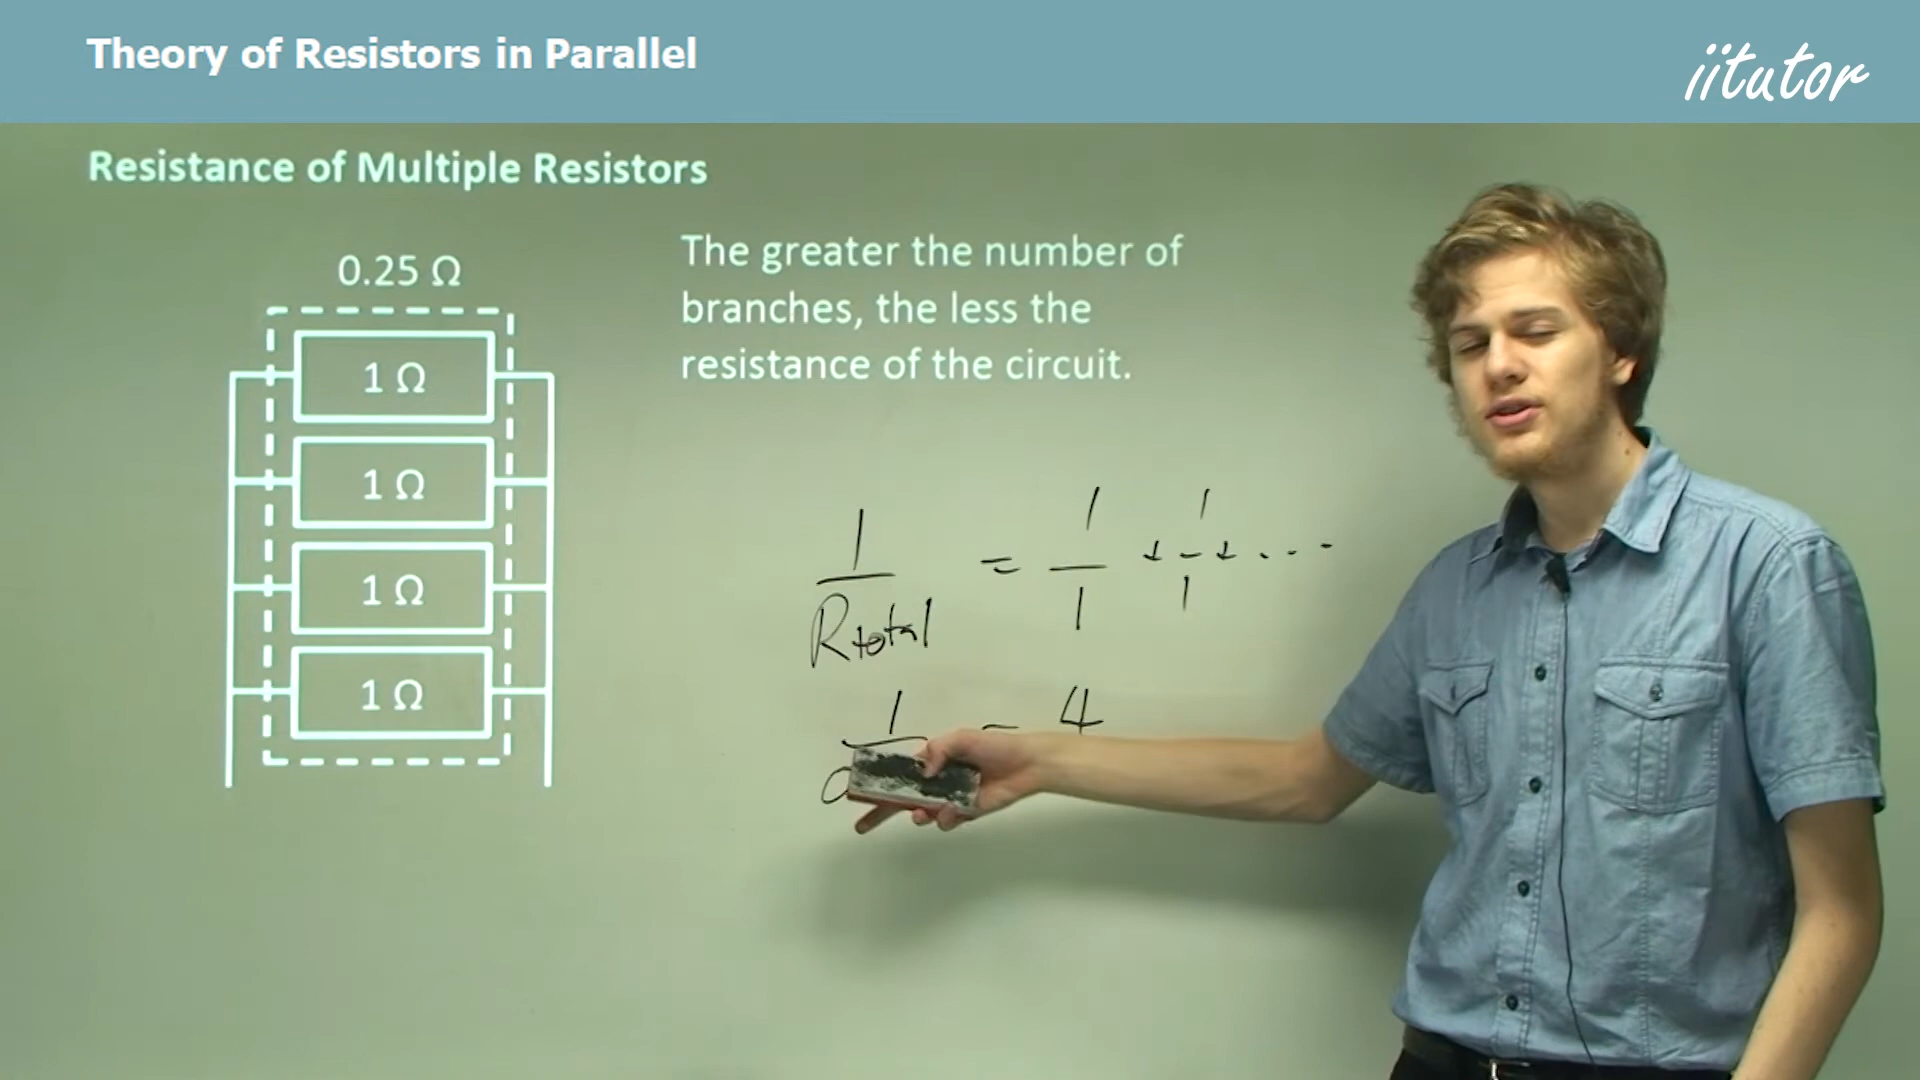 Theory of Resistors in Parallel
iitutor
Resistance of Multiple Resistors
0.25 Ω
1 Ω
1 Ω
1 Ω
1 Ω
The greater the number of
branches, the less the
resistance of the circuit.
1/Rtotal = 1/1 + 1/1 + ...
1 = 4